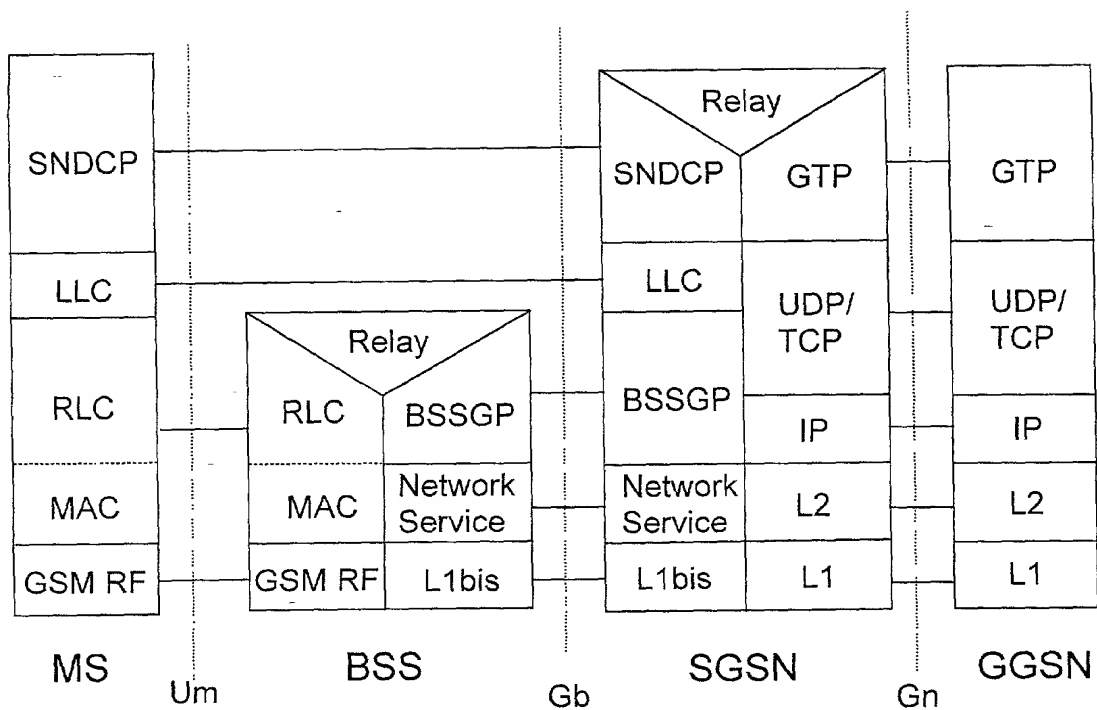 Relay
SNDCP
SNDCP
GTP
GTP
LLC
LLC
UDP/
TCP
UDP/
TCP
Relay
RLC
RLC
BSSGP
BSSGP
IP
IP
MAC
MAC
Network
Service
Network
Service
L2
L2
GSM RF
GSM RF
L1bis
L1bis
L1
L1
MS
BSS
SGSN
GGSN
Um
Gb
Gn